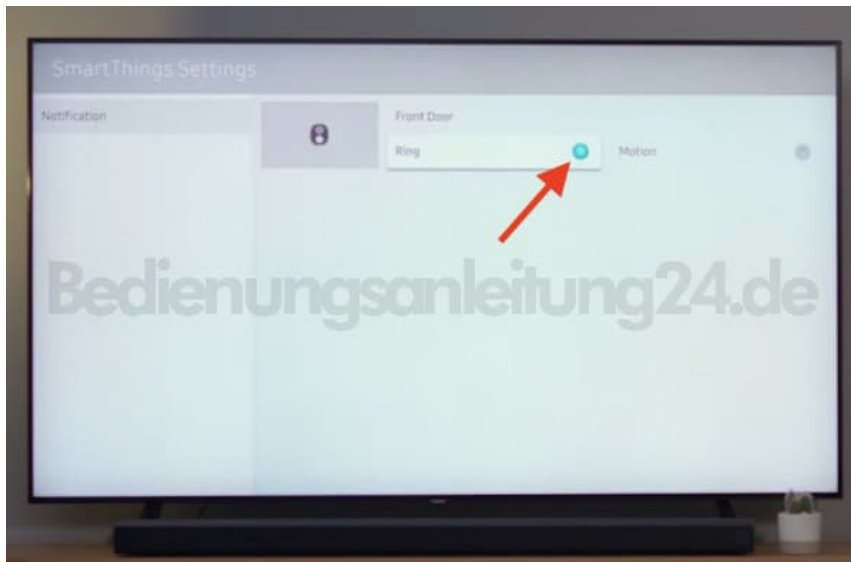 SmartThings Settings
Notification
Front Door
Ring
Motion
Bedienungsanleitung24.de